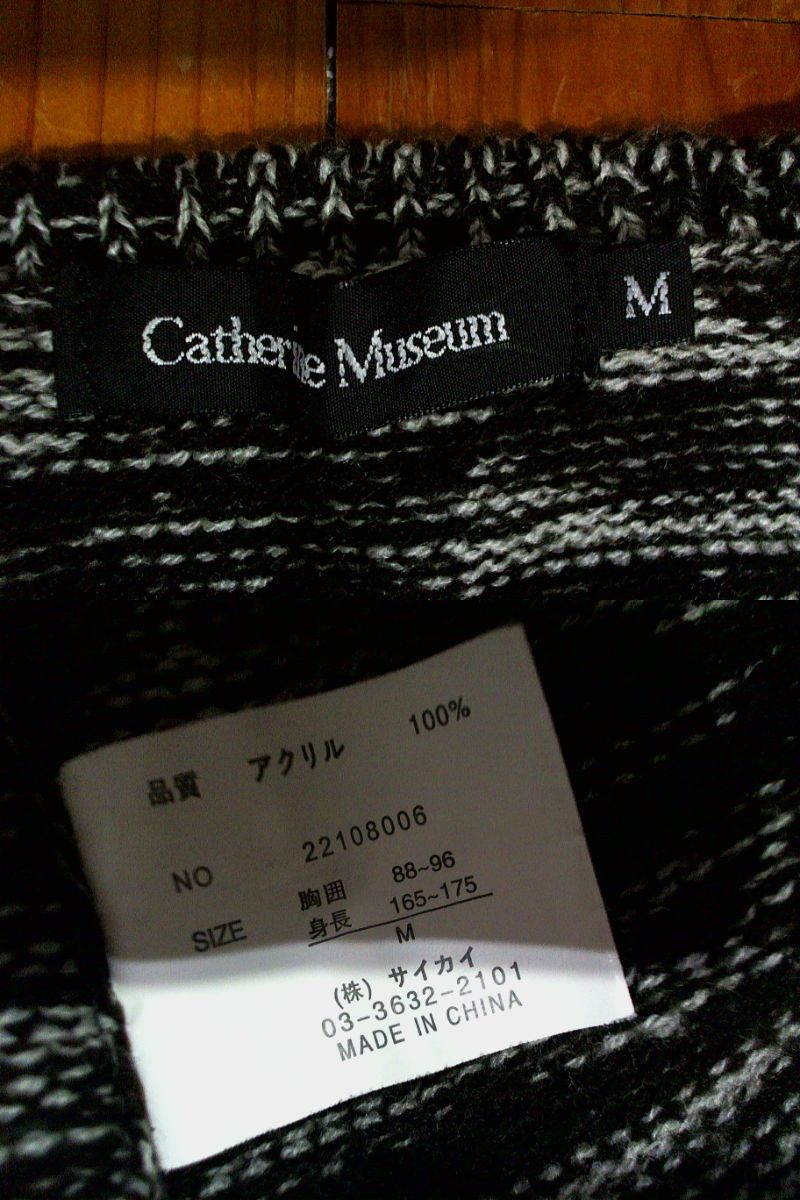 Catherine Museum
M
品質 アクリル 100%
NO 22108006
SIZE 胸囲 88~96
身長 165~175
M
(株) サイカイ
03-3632-2101
MADE IN CHINA